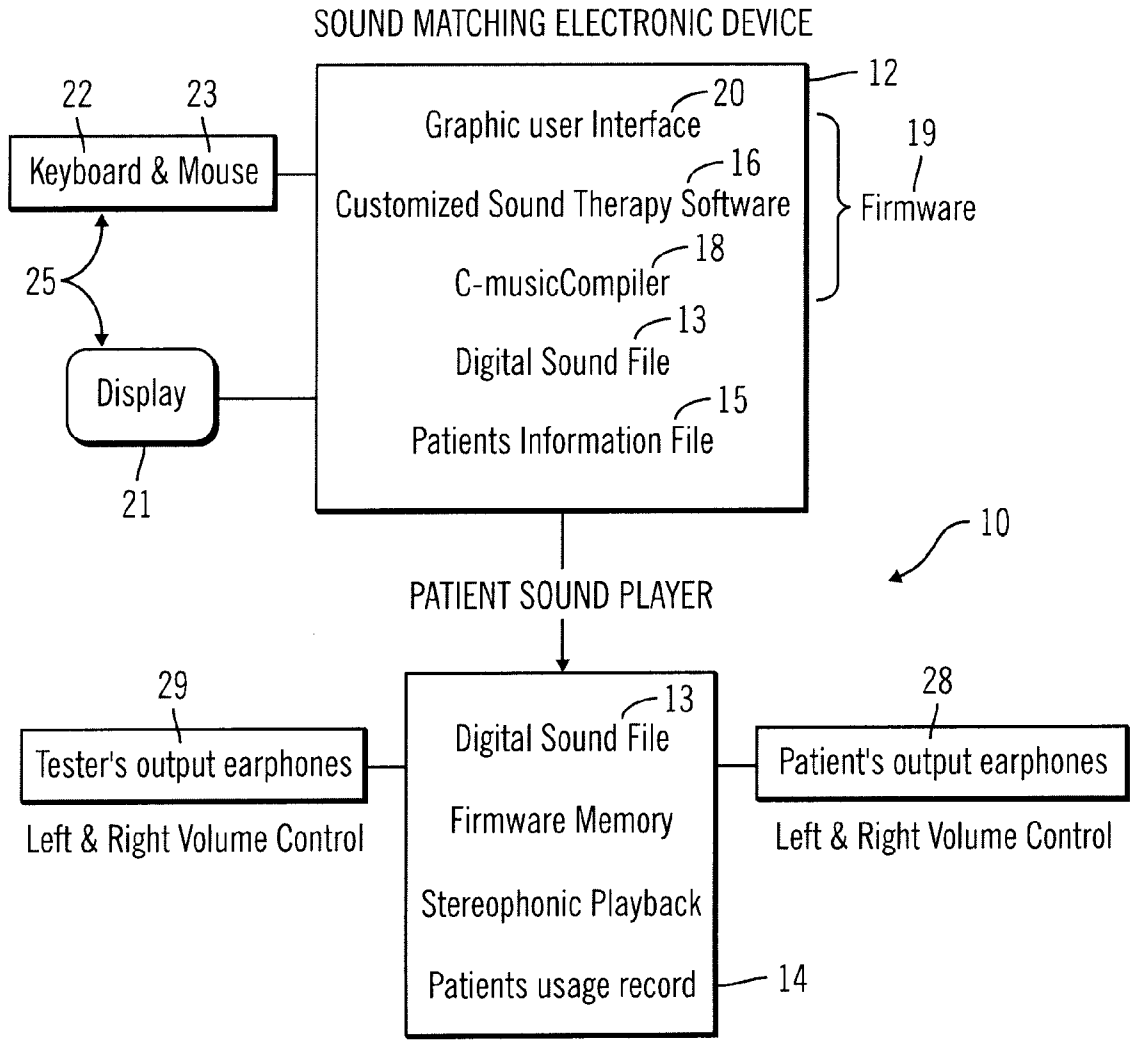 SOUND MATCHING ELECTRONIC DEVICE
12
22 23
Keyboard & Mouse
25
Display
21
20
Graphic user Interface
16
Customized Sound Therapy Software
18
C-musicCompiler
19
Firmware
13
Digital Sound File
15
Patients Information File
10
PATIENT SOUND PLAYER
29
Tester's output earphones
Left & Right Volume Control
13
Digital Sound File
Firmware Memory
Stereophonic Playback
Patients usage record
14
28
Patient's output earphones
Left & Right Volume Control